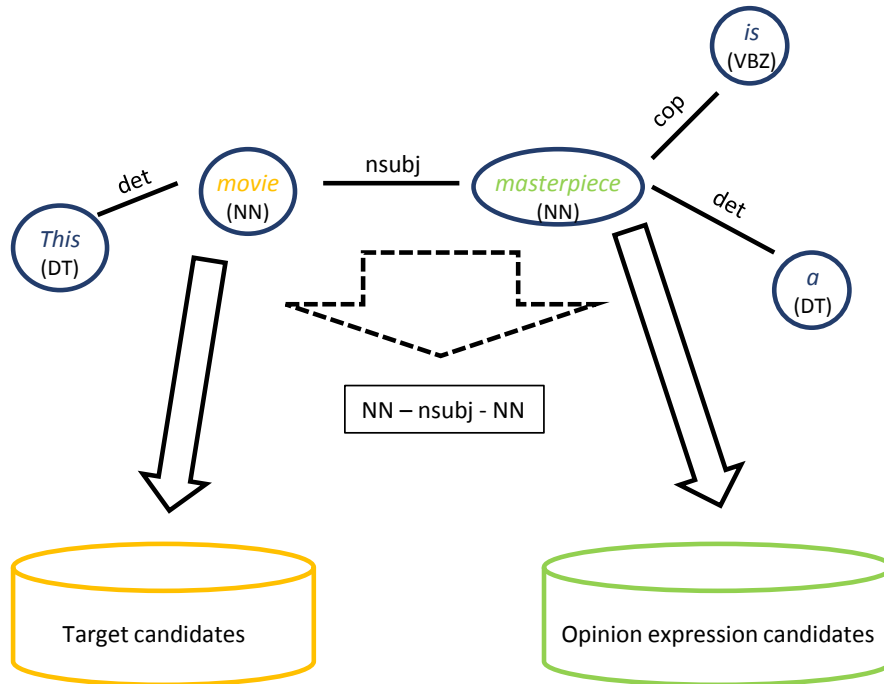 is
(VBZ)
cop
nsubj
det
movie
(NN)
masterpiece
(NN)
det
This
(DT)
a
(DT)
NN – nsubj - NN
Target candidates
Opinion expression candidates